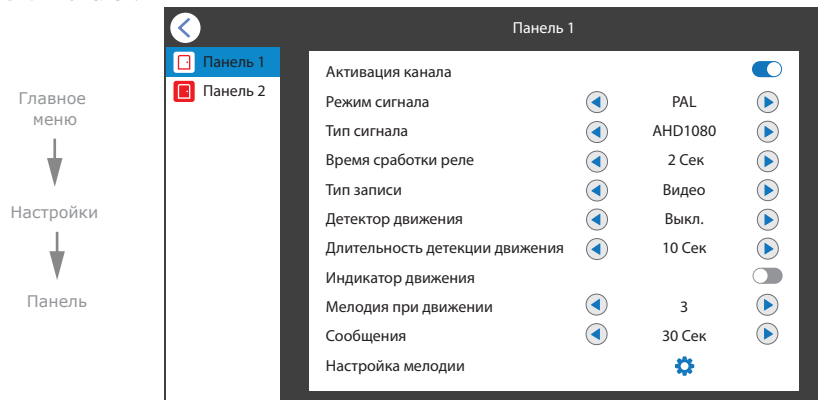 Главное
меню
Настройки
Панель
Панель 1
Панель 1
Панель 2
Активация канала
Режим сигнала PAL
Тип сигнала AHD1080
Время сработки реле 2 Сек
Тип записи Видео
Детектор движения Выкл.
Длительность детекции движения 10 Сек
Индикатор движения
Мелодия при движении 3
Сообщения 30 Сек
Настройка мелодии